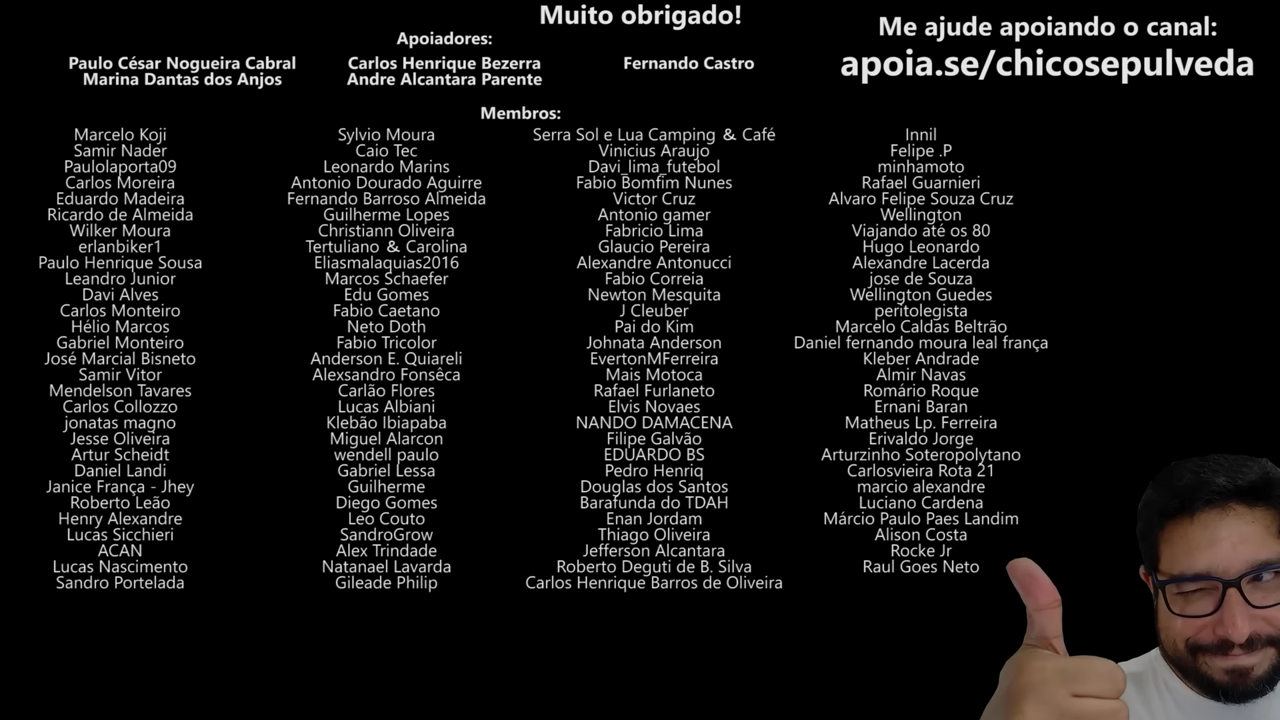 Muito obrigado!
Me ajude apoiando o canal:
apoia.se/chicosepulveda
Apoiadores:
Paulo César Nogueira Cabral
Marina Dantas dos Anjos
Carlos Henrique Bezerra
Andre Alcantara Parente
Fernando Castro
Membros:
Marcelo Koji
Samir Nader
Paulolaporta09
Carlos Moreira
Eduardo Madeira
Ricardo de Almeida
Wilker Moura
erlanbiker1
Paulo Henrique Sousa
Leandro Junior
Davi Alves
Carlos Monteiro
Hélio Marcos
Gabriel Monteiro
José Marcial Bisneto
Samir Vitor
Mendelson Tavares
Carlos Collozzo
jonatas magno
Jesse Oliveira
Artur Scheidt
Daniel Landi
Janice França - Jhey
Roberto Leão
Henry Alexandre
Lucas Sicchieri
ACAN
Lucas Nascimento
Sandro Portelada
Sylvio Moura
Caio Tec
Leonardo Marins
Antonio Dourado Aguirre
Fernando Barroso Almeida
Guilherme Lopes
Christiann Oliveira
Tertuliano & Carolina
Eliasmalaquias2016
Marcos Schaefer
Edu Gomes
Fabio Caetano
Neto Doth
Fabio Tricolor
Anderson E. Quiareli
Alexsandro Fonsêca
Carlão Flores
Lucas Albiani
Klebão Ibiapaba
Miguel Alarcon
wendell paulo
Gabriel Lessa
Guilherme
Diego Gomes
Leo Couto
SandroGrow
Alex Trindade
Natanael Lavarda
Gileade Philip
Serra Sol e Lua Camping & Café
Vinicius Araujo
Davi_lima_futebol
Fabio Bomfim Nunes
Victor Cruz
Antonio gamer
Fabricio Lima
Glaucio Pereira
Alexandre Antonucci
Fabio Correia
Newton Mesquita
J Cleuber
Pai do Kim
Johnata Anderson
EvertonMFerreira
Mais Motoca
Rafael Furlaneto
Elvis Novaes
NANDO DAMACENA
Filipe Galvão
EDUARDO BS
Pedro Henriq
Douglas dos Santos
Barafunda do TDAH
Enan Jordam
Thiago Oliveira
Jefferson Alcantara
Roberto Deguti de B. Silva
Carlos Henrique Barros de Oliveira
Innil
Felipe .P
minhamoto
Rafael Guarnieri
Alvaro Felipe Souza Cruz
Wellington
Viajando até os 80
Hugo Leonardo
Alexandre Lacerda
jose de Souza
Wellington Guedes
peritolegista
Marcelo Caldas Beltrão
Daniel fernando moura leal frança
Kleber Andrade
Almir Navas
Romário Roque
Ernani Baran
Matheus Lp. Ferreira
Erivaldo Jorge
Arturzinho Soteropolytano
Carlosvieira Rota 21
marcio alexandre
Luciano Cardena
Márcio Paulo Paes Landim
Alison Costa
Rocke Jr
Raul Goes Neto